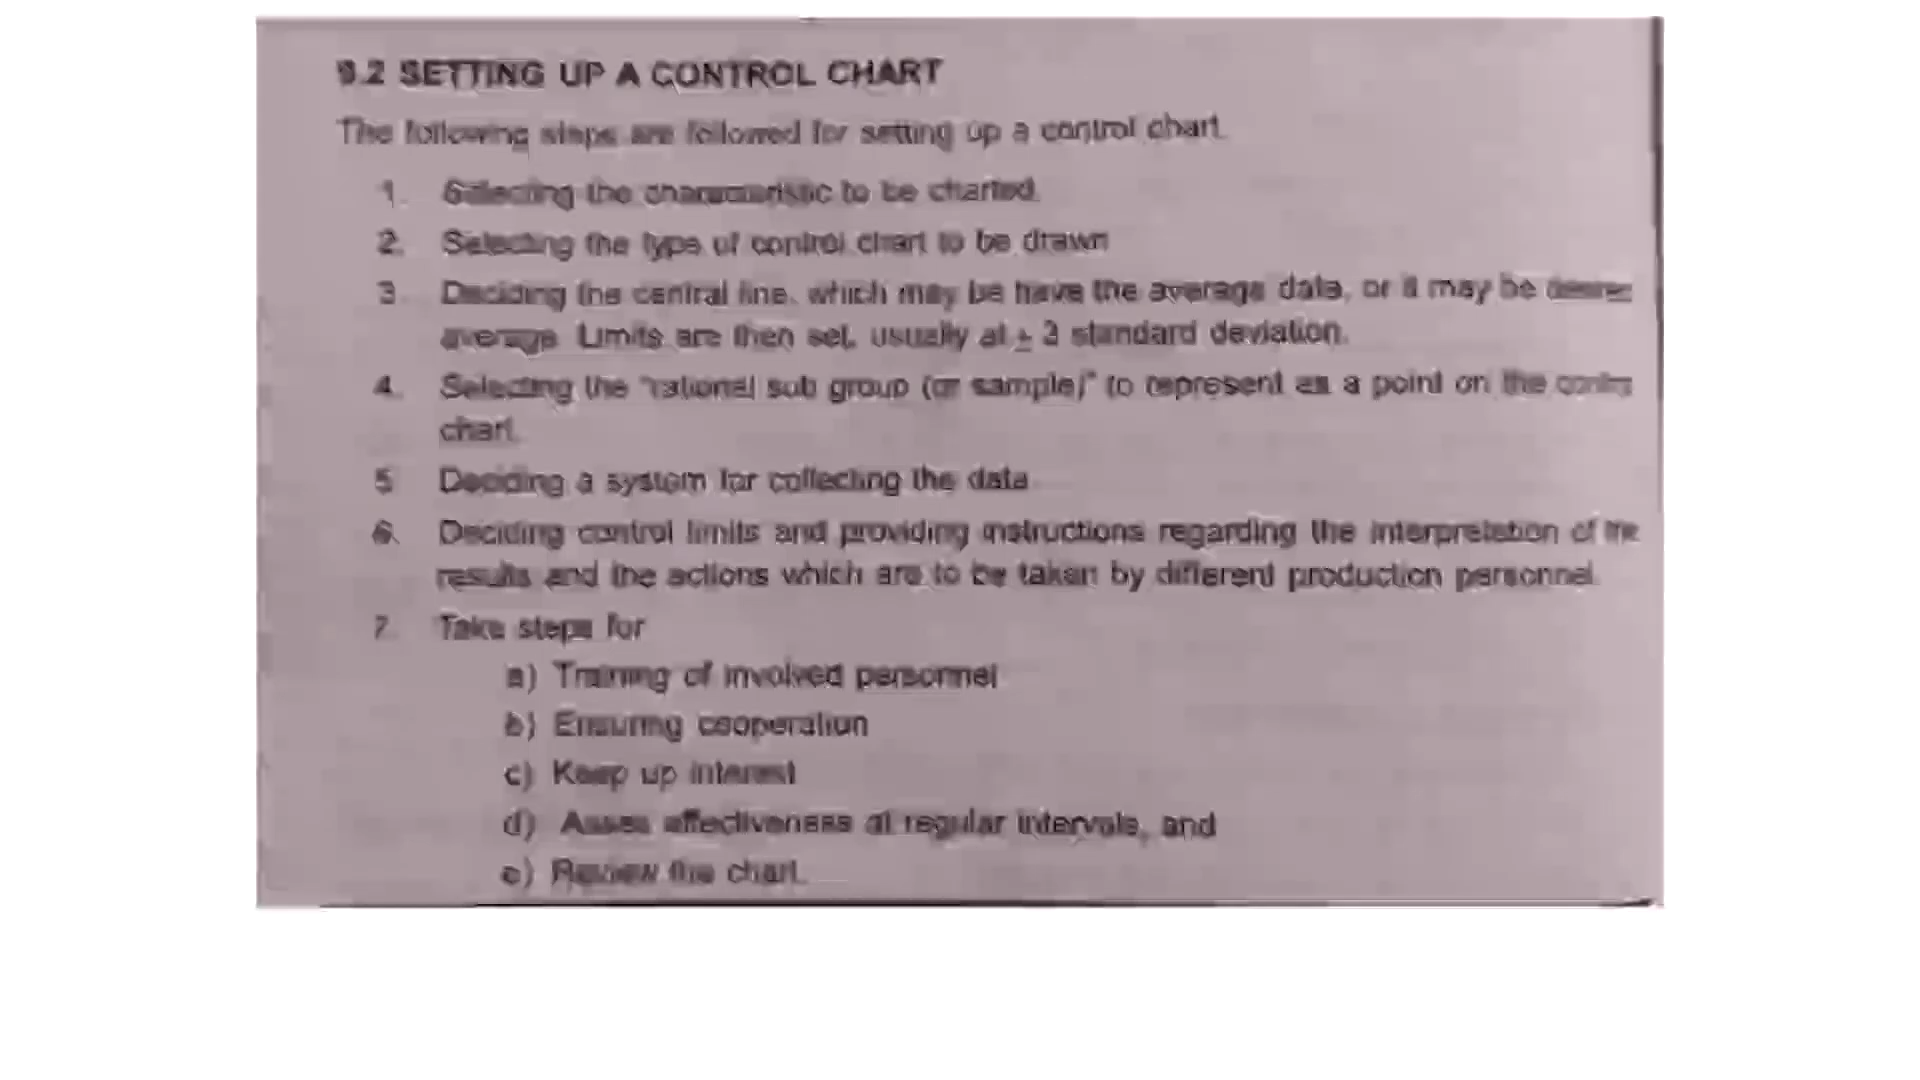 9.2 SETTING UP A CONTROL CHART
The following steps are followed for setting up a control chart.
1. Selecting the characteristic to be charted.
2. Selecting the type of control chart to be drawn
3. Deciding the central line, which may be have the average data, or it may be desired
average. Limits are then set, usually at ± 3 standard deviation.
4. Selecting the "rational sub group (or sample)" to represent as a point on the contro
chart.
5. Deciding a system for collecting the data
6. Deciding control limits and providing instructions regarding the interpretation of the
results and the actions which are to be taken by different production personnel.
7. Take steps for
a) Training of involved personnel
b) Ensuring cooperation
c) Keep up interest
d) Asses effectiveness at regular intervals, and
e) Review the chart.